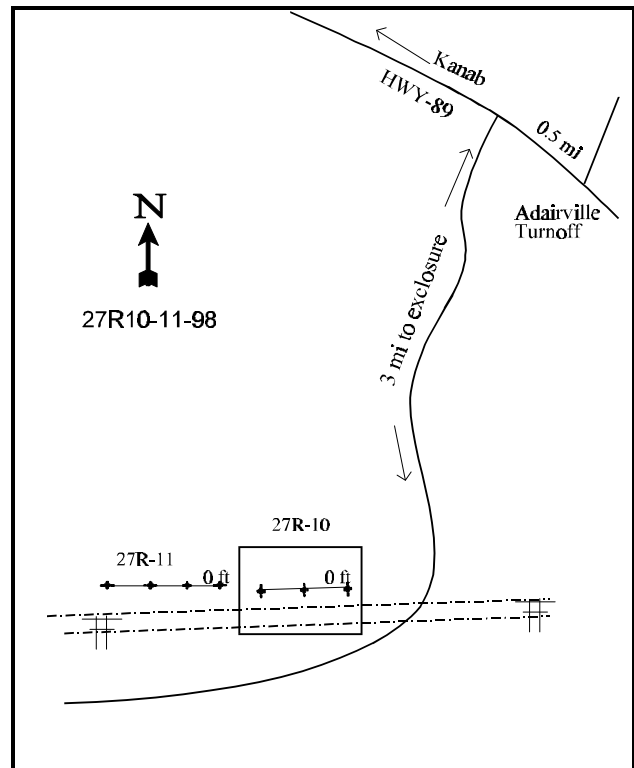 Kanab
HWY-89
0.5 mi
Adairville
Turnoff
N
27R10-11-98
3 mi to exclosure
27R-10
27R-11
0 ft
0 ft